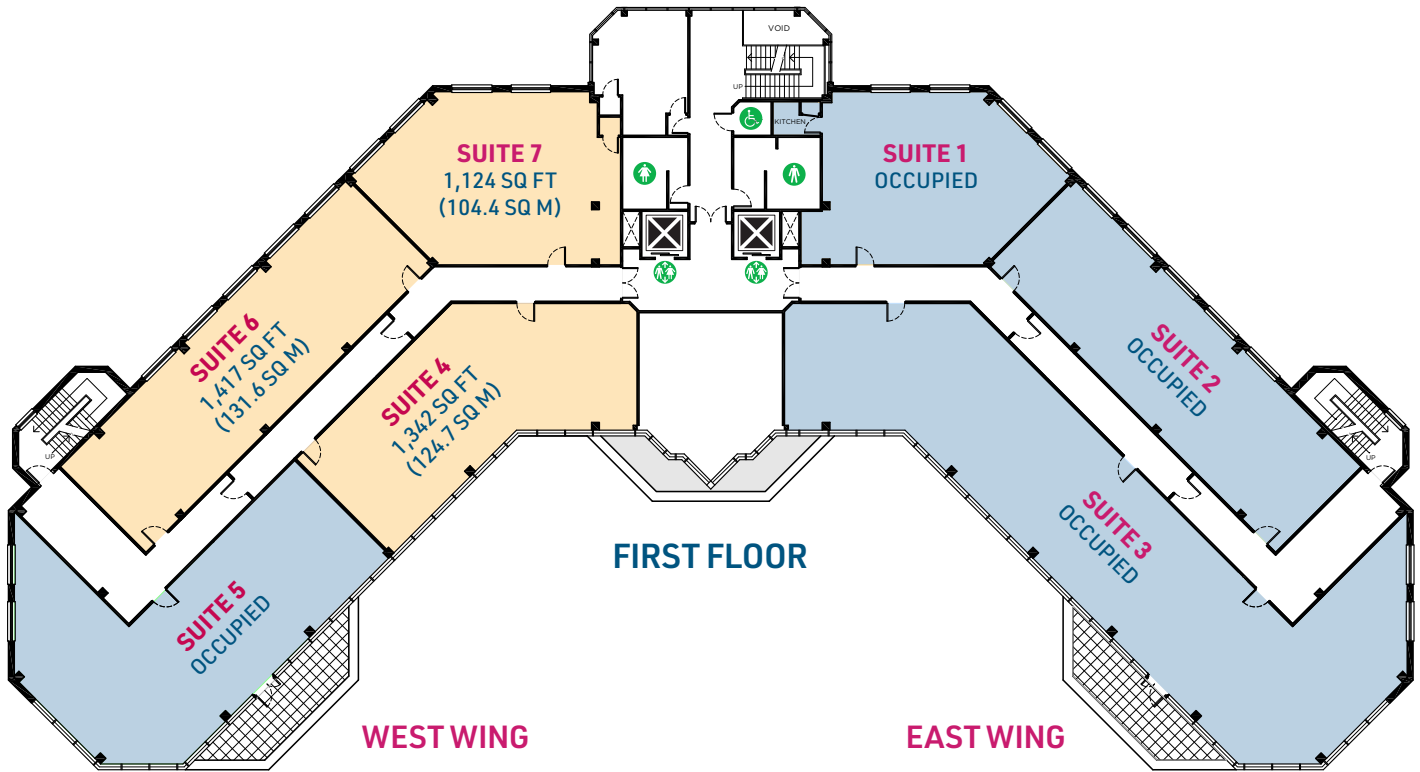 VOID
UP
KITCHEN
SUITE 7
1,124 SQ FT
(104.4 SQ M)
SUITE 1
OCCUPIED
SUITE 6
1,417 SQ FT
(131.6 SQ M)
SUITE 4
1,342 SQ FT
(124.7 SQ M)
SUITE 2
OCCUPIED
UP
UP
SUITE 5
OCCUPIED
SUITE 3
OCCUPIED
FIRST FLOOR
WEST WING
EAST WING